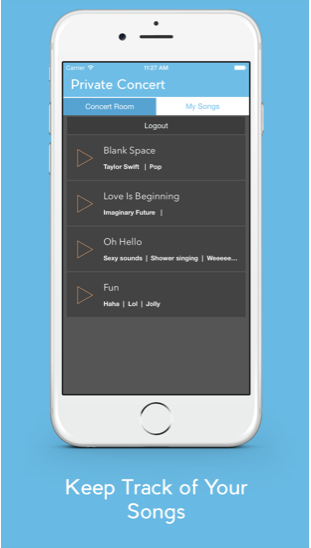 Carrier 11:27 AM
Private Concert
Concert Room My Songs
Logout
Blank Space
Taylor Swift | Pop
Love Is Beginning
Imaginary Future |
Oh Hello
Sexy sounds | Shower singing | Weeeee...
Fun
Haha | Lol | Jolly
Keep Track of Your
Songs